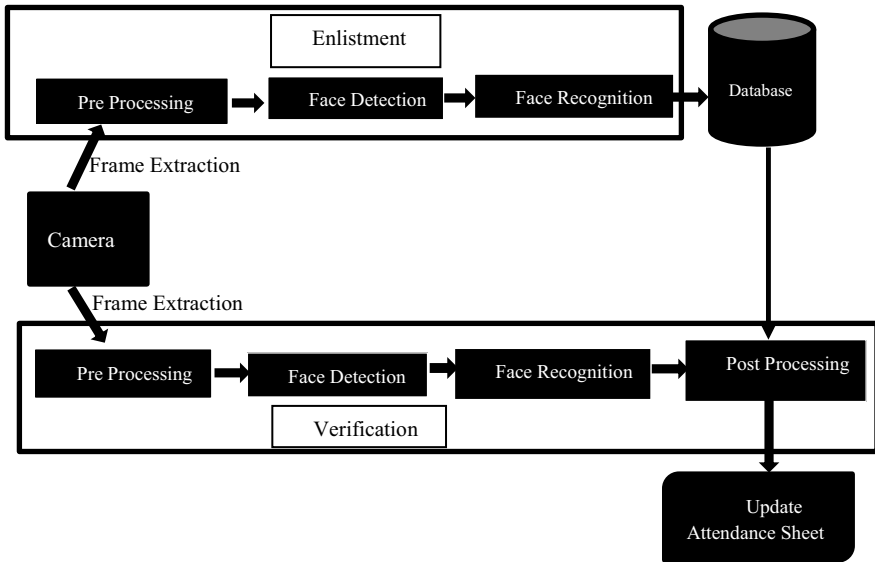 Enlistment
Pre Processing
Face Detection
Face Recognition
Database
Frame Extraction
Camera
Frame Extraction
Pre Processing
Face Detection
Face Recognition
Post Processing
Verification
Update
Attendance Sheet